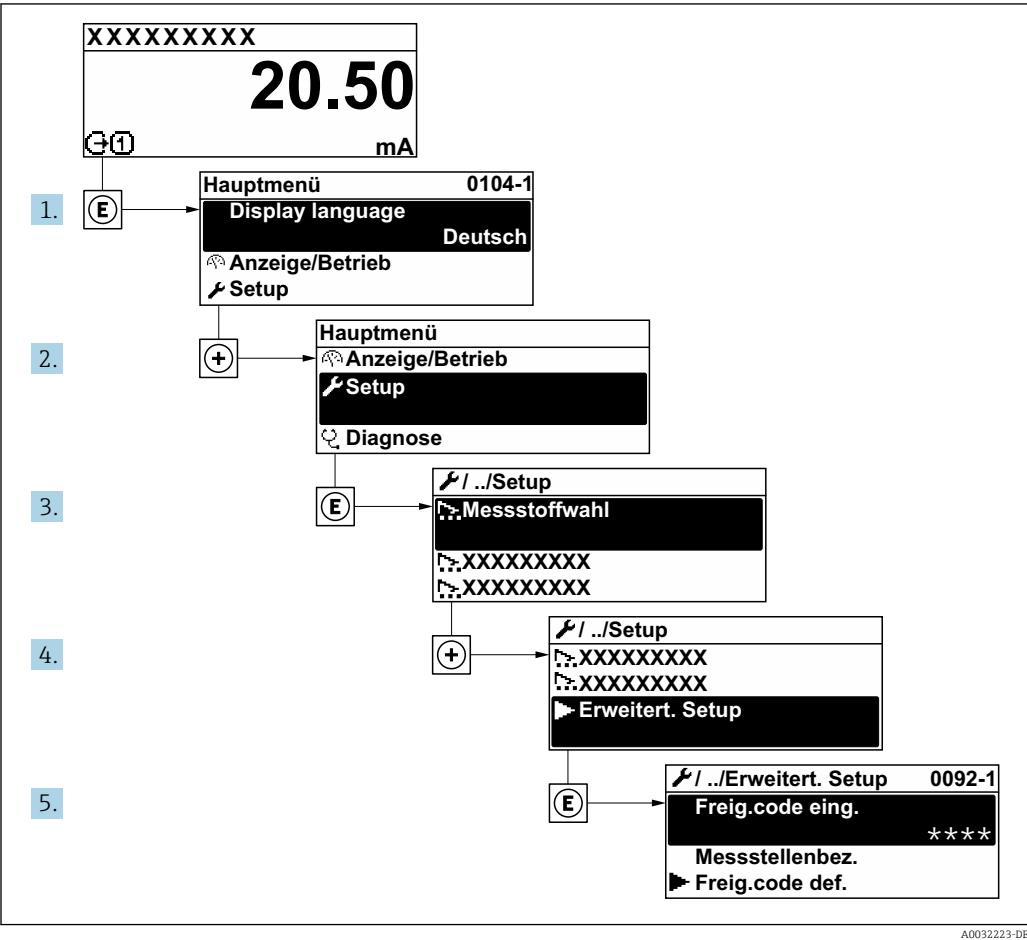 XXXXXXXXX
20.50
1 mA
1.
E
Hauptmenü 0104-1
Display language
Deutsch
Anzeige/Betrieb
Setup
2.
+
Hauptmenü
Anzeige/Betrieb
Setup
Diagnose
3.
E
/ ../Setup
Messstoffwahl
XXXXXXXXX
XXXXXXXXX
4.
+
/ ../Setup
XXXXXXXXX
XXXXXXXXX
Erweitert. Setup
5.
E
/ ../Erweitert. Setup 0092-1
Freig.code eing.
****
Messstellenbez.
Freig.code def.
A0032223-DE